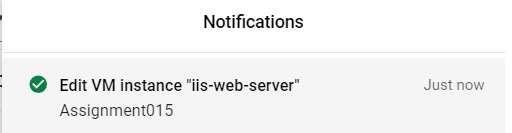 Notifications
Edit VM instance "iis-web-server" Just now
Assignment015